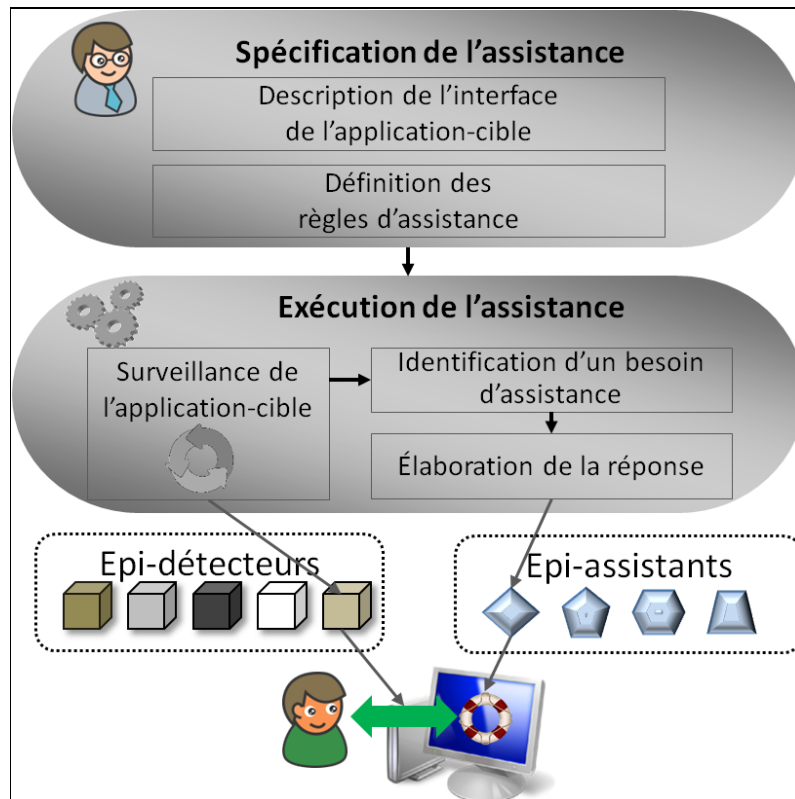 Spécification de l’assistance
Description de l’interface
de l’application-cible
Définition des
règles d’assistance
Exécution de l’assistance
Surveillance de
l’application-cible
Identification d’un besoin
d’assistance
Élaboration de la réponse
Epi-détecteurs
Epi-assistants